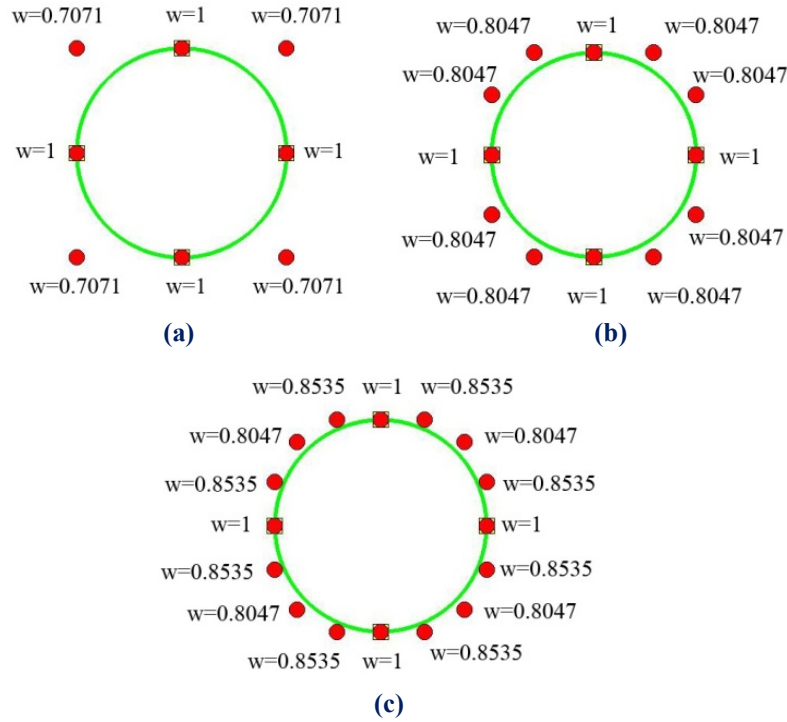 w=0.7071 w=1 w=0.7071
w=1 w=1
w=0.7071 w=1 w=0.7071
(a)
w=0.8047 w=1 w=0.8047
w=0.8047 w=0.8047
w=1 w=1
w=0.8047 w=0.8047
w=0.8047 w=1 w=0.8047
(b)
w=0.8535 w=1 w=0.8535
w=0.8047 w=0.8047
w=0.8535 w=0.8535
w=1 w=1
w=0.8535 w=0.8535
w=0.8047 w=0.8047
w=0.8535 w=1 w=0.8535
(c)